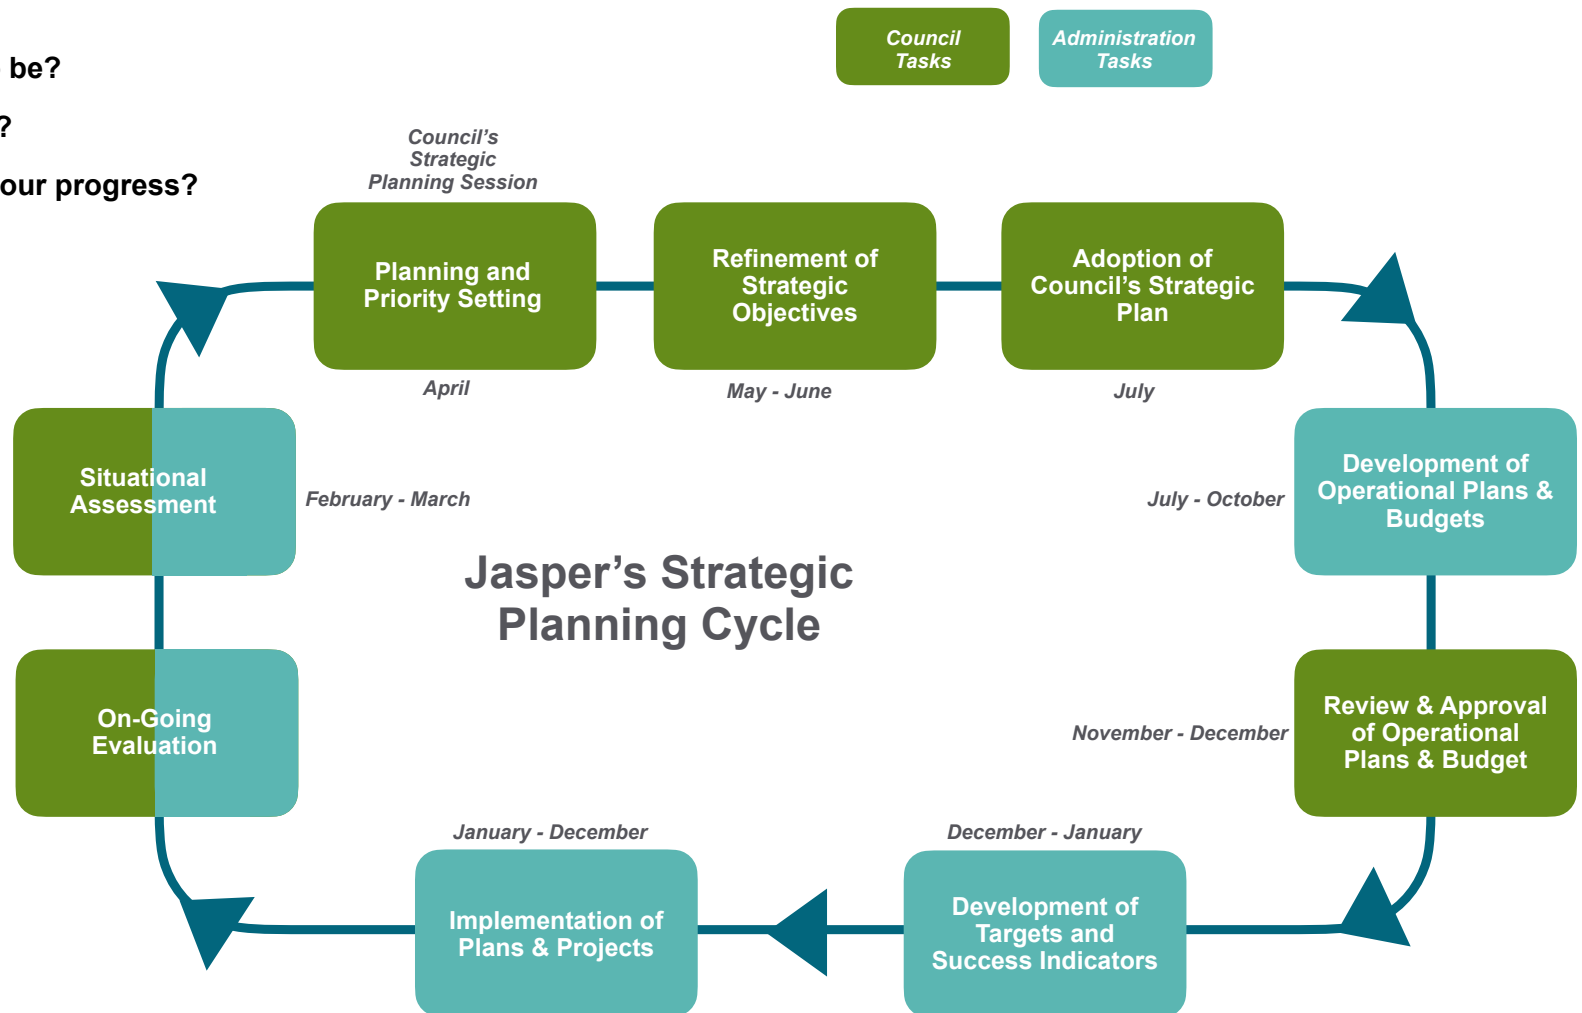 be?
?
our progress?
Council
Tasks
Administration
Tasks
Council’s
Strategic
Planning Session
Planning and
Priority Setting
April
Refinement of
Strategic
Objectives
May - June
Adoption of
Council’s Strategic
Plan
July
Situational
Assessment
February - March
July - October
Development of
Operational Plans &
Budgets
Jasper’s Strategic
Planning Cycle
On-Going
Evaluation
November - December
Review & Approval
of Operational
Plans & Budget
January - December
Implementation of
Plans & Projects
December - January
Development of
Targets and
Success Indicators